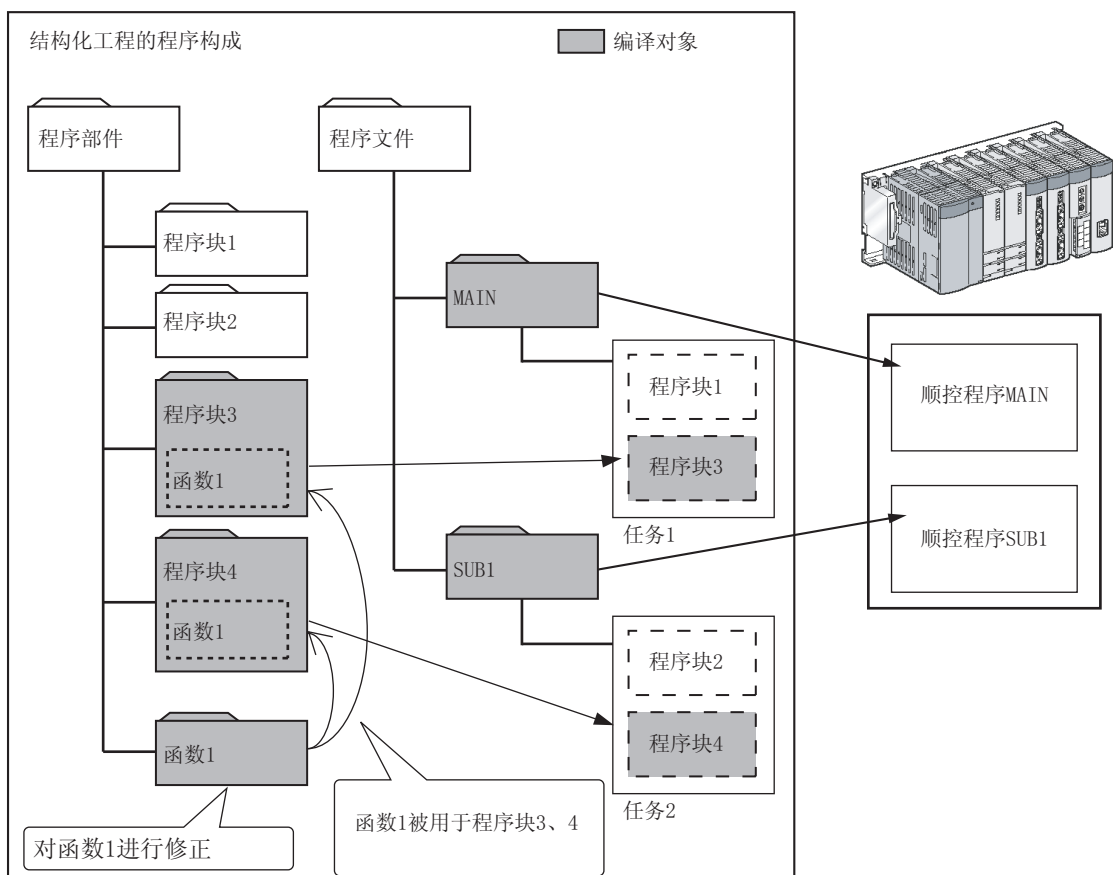 结构化工程的程序构成
编译对象
程序部件
程序块1
程序块2
程序块3
函数1
程序块4
函数1
函数1
对函数1进行修正
函数1被用于程序块3、4
程序文件
MAIN
程序块1
程序块3
任务1
SUB1
程序块2
程序块4
任务2
顺控程序MAIN
顺控程序SUB1